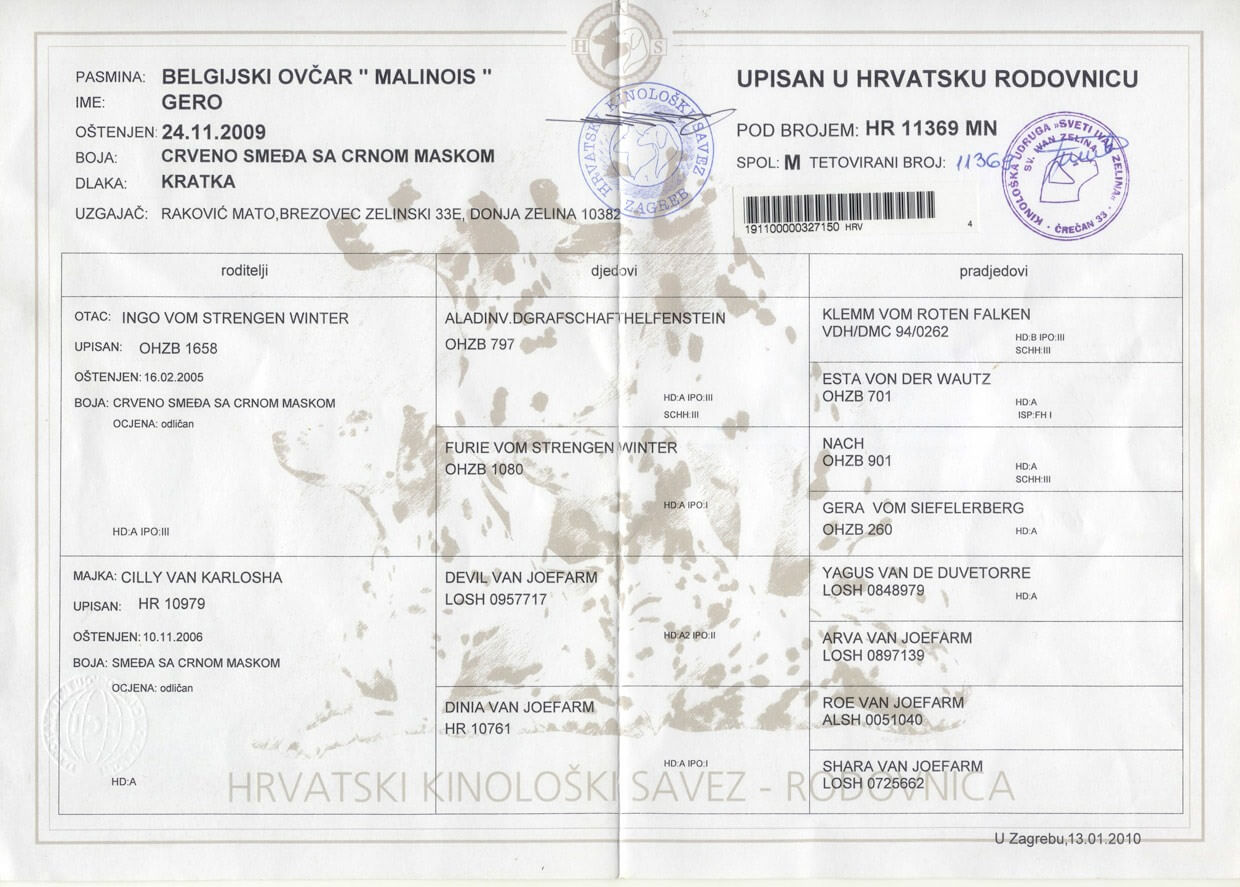 H K S
PASMINA: BELGIJSKI OVČAR " MALINOIS "
IME: GERO
OŠTENJEN: 24.11.2009
BOJA: CRVENO SMEĐA SA CRNOM MASKOM
DLAKA: KRATKA
UZGAJAČ: RAKOVIĆ MATO,BREZOVEC ZELINSKI 33E, DONJA ZELINA 10382
HRVATSKI KINOLOŠKI SAVEZ
ZAGREB
UPISAN U HRVATSKU RODOVNICU
POD BROJEM: HR 11369 MN
SPOL: M TETOVIRANI BROJ: 11369
KINOLOŠKA UDRUGA »SVETI IVAN ZELINA«
SV. IVAN ZELINA
· ČREČAN 33 ·
191100000327150 HRV 4
roditelji djedovi pradjedovi
OTAC: INGO VOM STRENGEN WINTER
UPISAN: OHZB 1658
OŠTENJEN: 16.02.2005
BOJA: CRVENO SMEĐA SA CRNOM MASKOM
OCJENA: odličan
HD:A IPO:III
MAJKA: CILLY VAN KARLOSHA
UPISAN: HR 10979
OŠTENJEN: 10.11.2006
BOJA: SMEĐA SA CRNOM MASKOM
OCJENA: odličan
HD:A
ALADINV.DGRAFSCHAFTHELFENSTEIN
OHZB 797
HD:A IPO:III
SCHH:III
FURIE VOM STRENGEN WINTER
OHZB 1080
HD:A IPO:I
DEVIL VAN JOEFARM
LOSH 0957717
HD:A2 IPO:II
DINIA VAN JOEFARM
HR 10761
HD:A IPO:I
KLEMM VOM ROTEN FALKEN
VDH/DMC 94/0262
HD:B IPO:III
SCHH:III
ESTA VON DER WAUTZ
OHZB 701
HD:A
ISP:FH I
NACH
OHZB 901
HD:A
SCHH:III
GERA VOM SIEFELERBERG
OHZB 260
HD:A
YAGUS VAN DE DUVETORRE
LOSH 0848979
HD:A
ARVA VAN JOEFARM
LOSH 0897139
ROE VAN JOEFARM
ALSH 0051040
SHARA VAN JOEFARM
LOSH 0725662
HRVATSKI KINOLOŠKI SAVEZ - RODOVNICA
U Zagrebu,13.01.2010